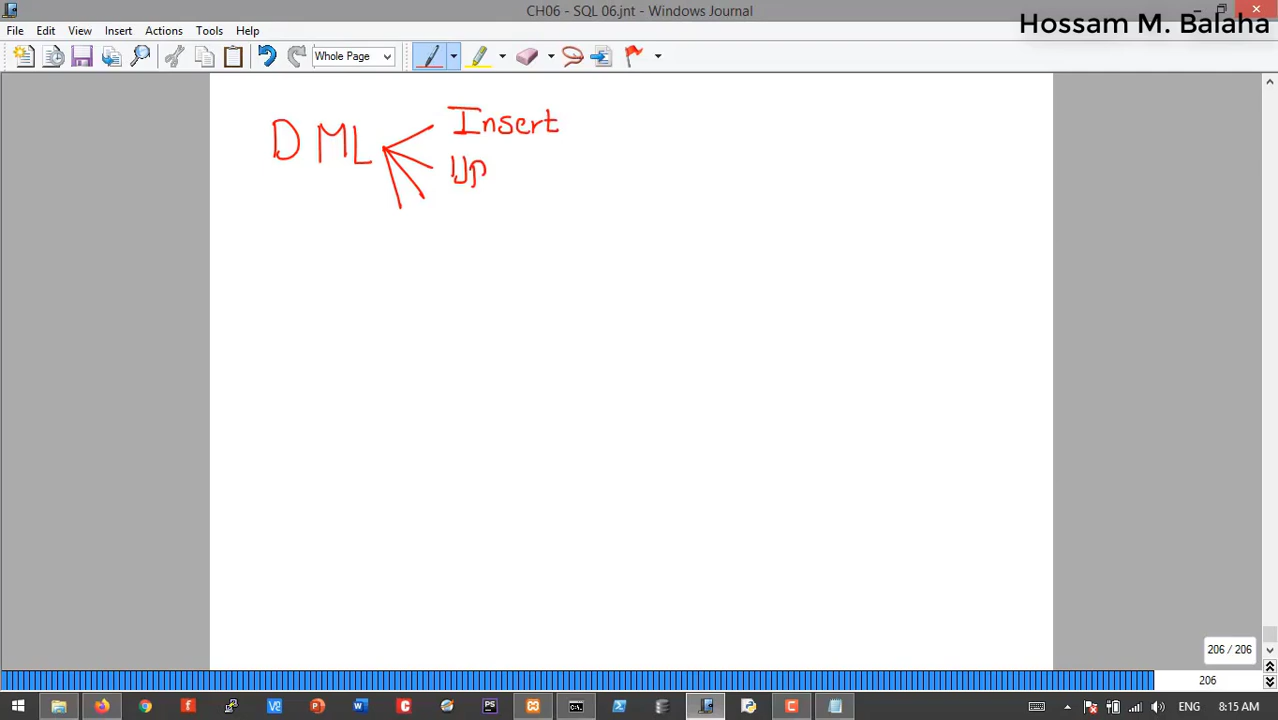 CH06 - SQL 06.jnt - Windows Journal
Hossam M. Balaha
File Edit View Insert Actions Tools Help
Whole Page
DML
Insert
Up
206 / 206
206
ENG 8:15 AM